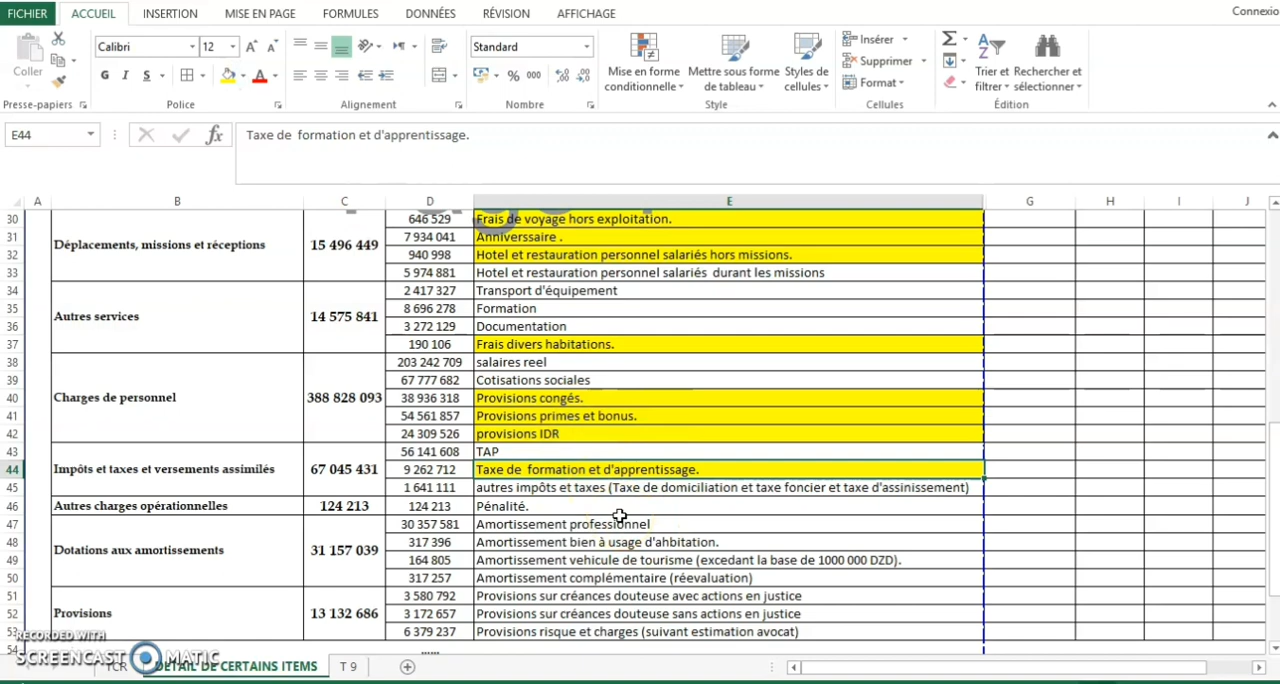 FICHIER ACCUEIL INSERTION MISE EN PAGE FORMULES DONNÉES RÉVISION AFFICHAGE Connexio
Calibri 12 Standard
Coller G I S % 000
Mise en forme conditionnelle Mettre sous forme de tableau Styles de cellules
Insérer Supprimer Format
Trier et filtrer Rechercher et sélectionner
Presse-papiers Police Alignement Nombre Style Cellules Édition
E44 fx Taxe de formation et d'apprentissage.
A B C D E G H I J
30 646 529 Frais de voyage hors exploitation.
31 Déplacements, missions et réceptions 15 496 449 7 934 041 Anniverssaire .
32 940 998 Hotel et restauration personnel salariés hors missions.
33 5 974 881 Hotel et restauration personnel salariés durant les missions
34 2 417 327 Transport d'équipement
35 Autres services 14 575 841 8 696 278 Formation
36 3 272 129 Documentation
37 190 106 Frais divers habitations.
38 203 242 709 salaires reel
39 67 777 682 Cotisations sociales
40 Charges de personnel 388 828 093 38 936 318 Provisions congés.
41 54 561 857 Provisions primes et bonus.
42 24 309 526 provisions IDR
43 56 141 608 TAP
44 Impôts et taxes et versements assimilés 67 045 431 9 262 712 Taxe de formation et d'apprentissage.
45 1 641 111 autres impôts et taxes (Taxe de domiciliation et taxe foncier et taxe d'assinissement)
46 Autres charges opérationnelles 124 213 124 213 Pénalité.
47 30 357 581 Amortissement professionnel
48 Dotations aux amortissements 31 157 039 317 396 Amortissement bien à usage d'ahbitation.
49 164 805 Amortissement vehicule de tourisme (excedant la base de 1000 000 DZD).
50 317 257 Amortissement complémentaire (réevaluation)
51 3 580 792 Provisions sur créances douteuse avec actions en justice
52 Provisions 13 132 686 3 172 657 Provisions sur créances douteuse sans actions en justice
53 6 379 237 Provisions risque et charges (suivant estimation avocat)
54
RECORDED WITH
SCREENCAST MATIC
TCR DETAIL DE CERTAINS ITEMS T 9